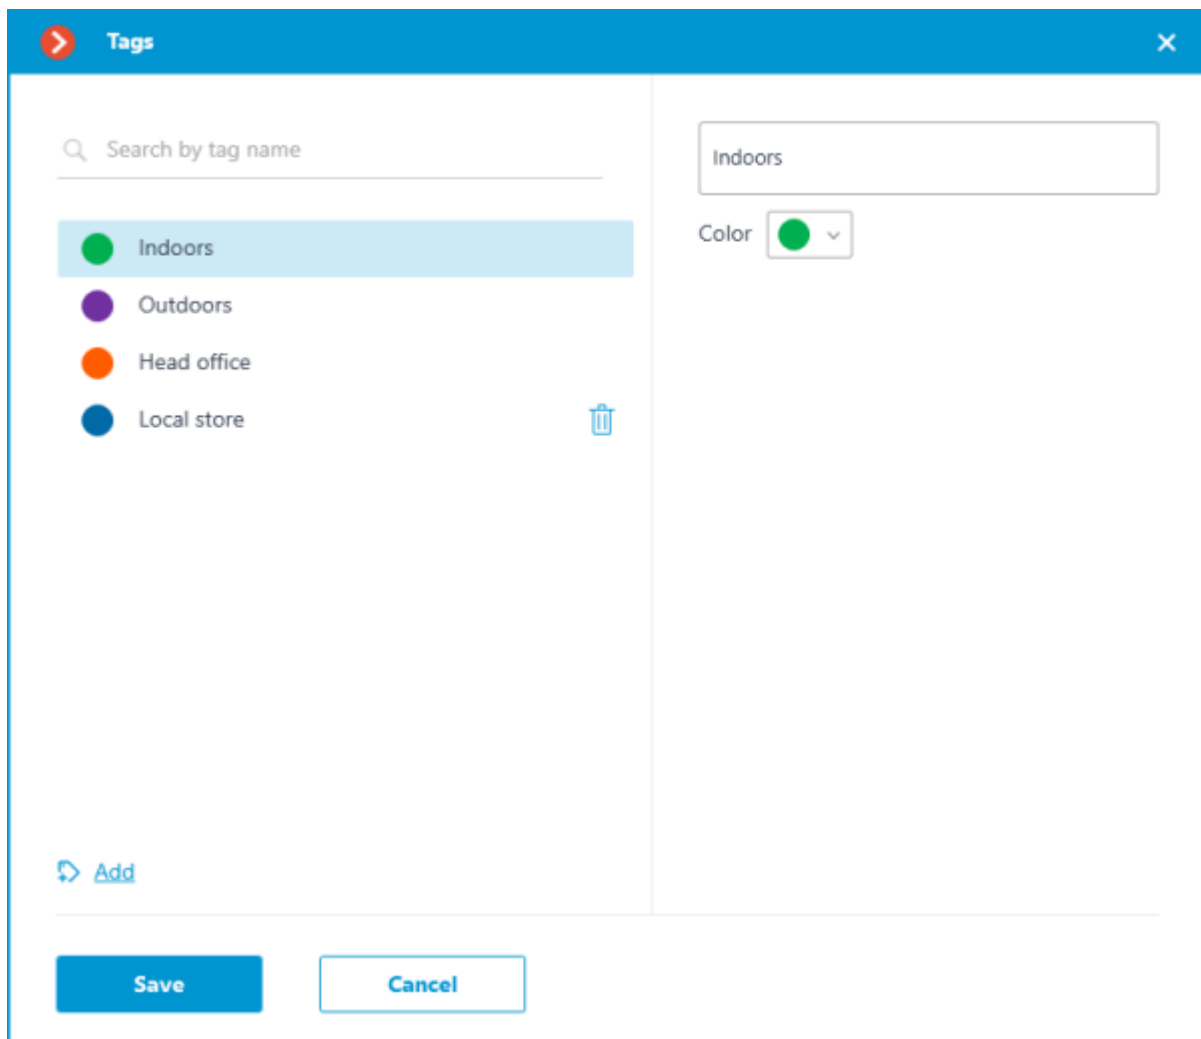 Tags
Search by tag name
Indoors
Outdoors
Head office
Local store
Add
Indoors
Color
Save
Cancel